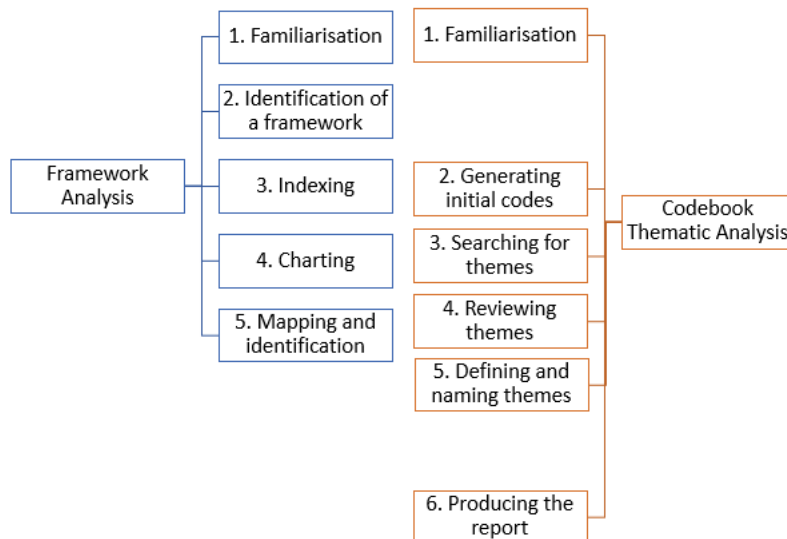 1. Familiarisation
2. Identification of
a framework
Framework
Analysis
3. Indexing
4. Charting
5. Mapping and
identification
1. Familiarisation
2. Generating
initial codes
3. Searching for
themes
4. Reviewing
themes
5. Defining and
naming themes
6. Producing the
report
Codebook
Thematic Analysis